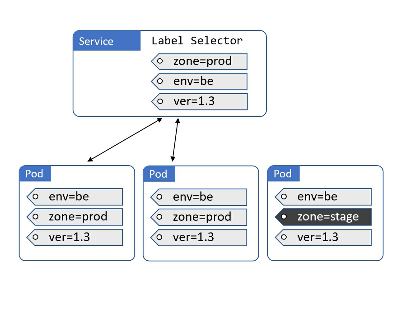 Service
Label Selector
zone=prod
env=be
ver=1.3
Pod
env=be
zone=prod
ver=1.3
Pod
env=be
zone=prod
ver=1.3
Pod
env=be
zone=stage
ver=1.3